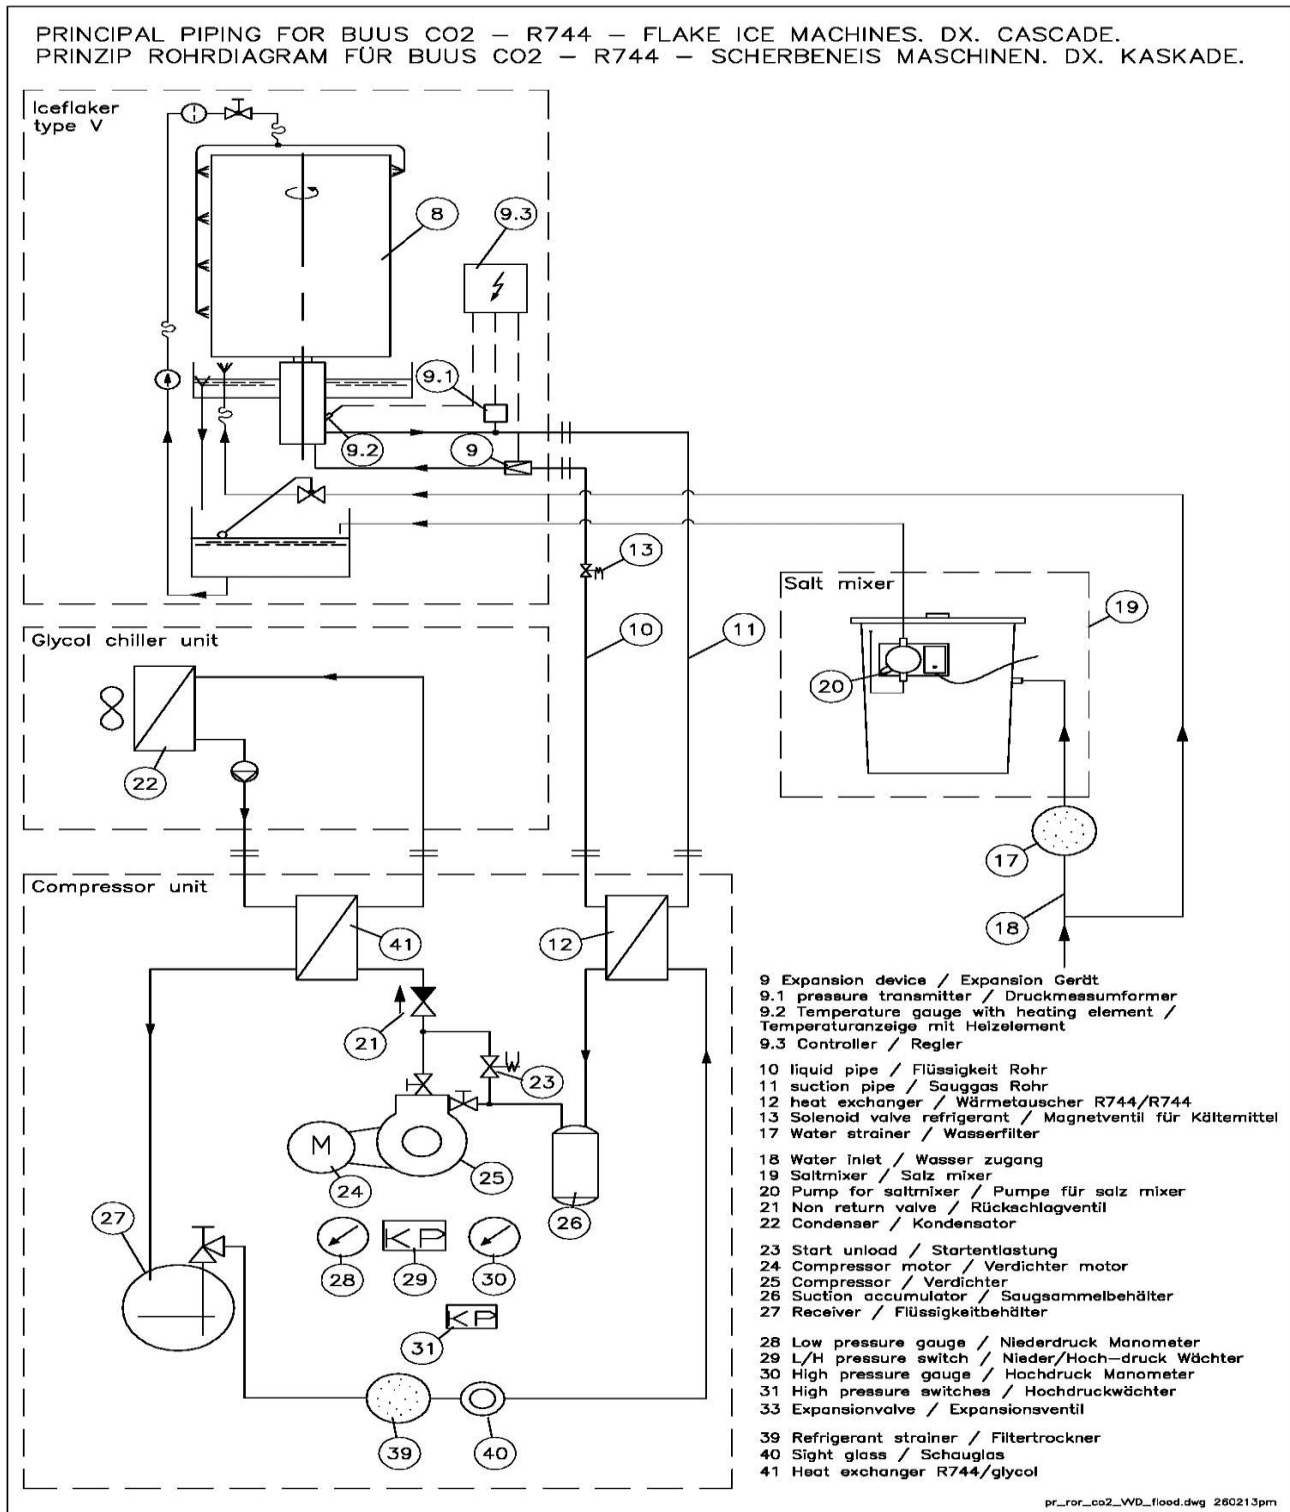 PRINCIPAL PIPING FOR BUUS CO2 – R744 – FLAKE ICE MACHINES. DX. CASCADE.
PRINZIP ROHRDIAGRAM FÜR BUUS CO2 – R744 – SCHERBENEIS MASCHINEN. DX. KASKADE.
Iceflaker
type V
8
9.3
9.1
9.2
9
13
Salt mixer
19
10
11
Glycol chiller unit
20
22
17
Compressor unit
18
41
12
21
23
M
24
25
26
27
KP
28
29
30
KP
31
39
40
9 Expansion device / Expansion Gerät
9.1 pressure transmitter / Druckmessumformer
9.2 Temperature gauge with heating element /
Temperaturanzeige mit Heizelement
9.3 Controller / Regler
10 liquid pipe / Flüssigkeit Rohr
11 suction pipe / Sauggas Rohr
12 heat exchanger / Wärmetauscher R744/R744
13 Solenoid valve refrigerant / Magnetventil für Kältemittel
17 Water strainer / Wasserfilter
18 Water inlet / Wasser zugang
19 Saltmixer / Salz mixer
20 Pump for saltmixer / Pumpe für salz mixer
21 Non return valve / Rückschlagventil
22 Condenser / Kondensator
23 Start unload / Startentlastung
24 Compressor motor / Verdichter motor
25 Compressor / Verdichter
26 Suction accumulator / Saugsammelbehälter
27 Receiver / Flüssigkeitbehälter
28 Low pressure gauge / Niederdruck Manometer
29 L/H pressure switch / Nieder/Hoch–druck Wächter
30 High pressure gauge / Hochdruck Manometer
31 High pressure switches / Hochdruckwächter
33 Expansionvalve / Expansionsventil
39 Refrigerant strainer / Filtertrockner
40 Sight glass / Schauglas
41 Heat exchanger R744/glycol
pr_ror_co2_VVD_flood.dwg 260213pm